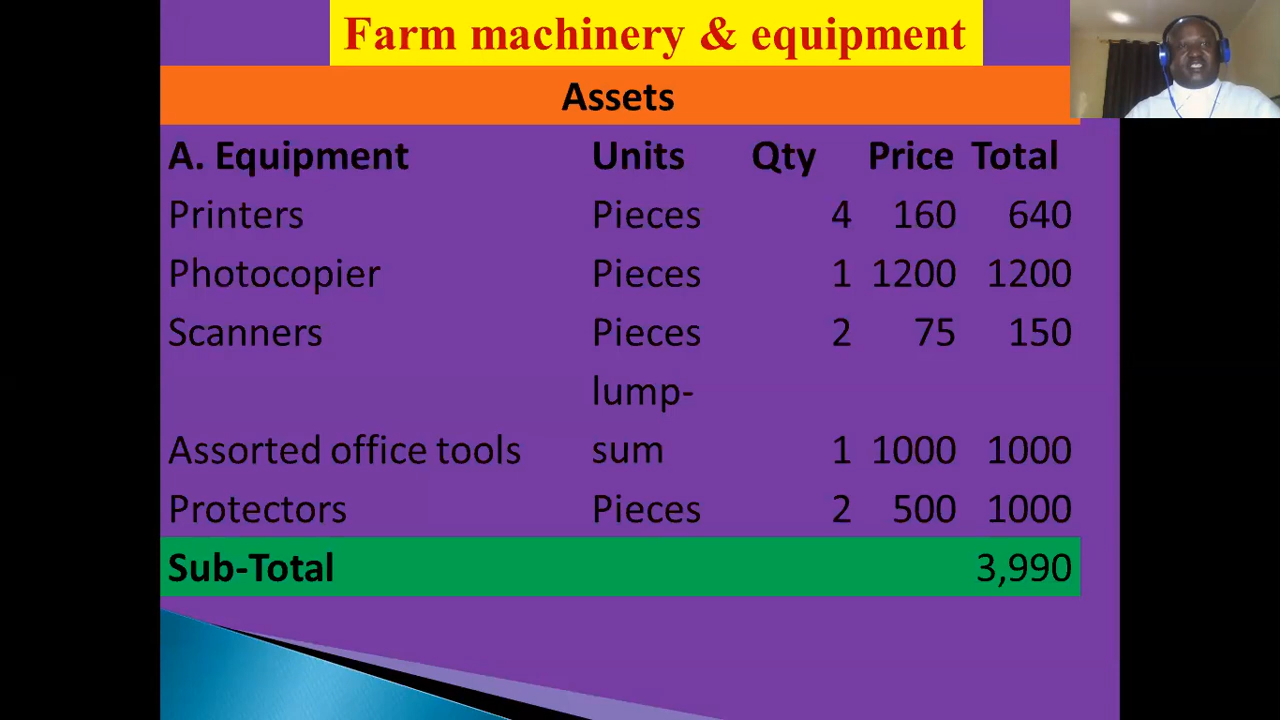 Farm machinery & equipment
Assets
A. Equipment Units Qty Price Total
Printers Pieces 4 160 640
Photocopier Pieces 1 1200 1200
Scanners Pieces 2 75 150
lump-
Assorted office tools sum 1 1000 1000
Protectors Pieces 2 500 1000
Sub-Total 3,990